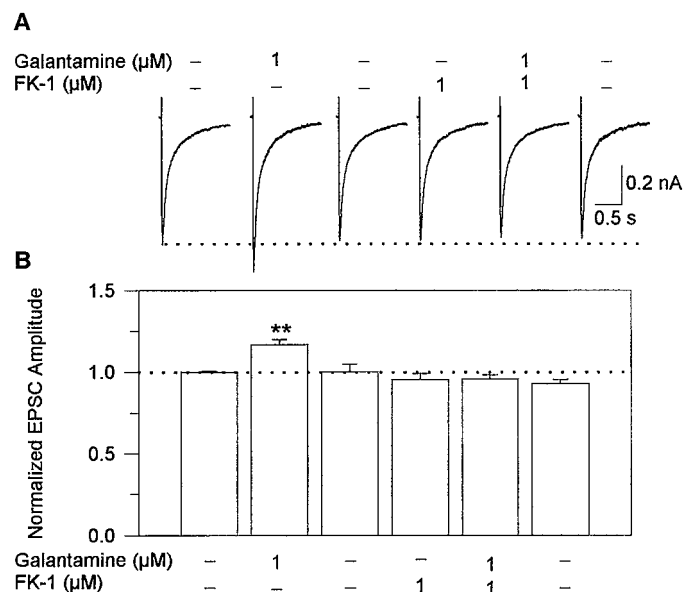 A
Galantamine (µM) – 1 – – 1 –
FK-1 (µM) – – – 1 1 –
0.2 nA
0.5 s
B
Normalized EPSC Amplitude
1.5
**
1.0
0.5
0.0
Galantamine (µM) – 1 – – 1 –
FK-1 (µM) – – – 1 1 –